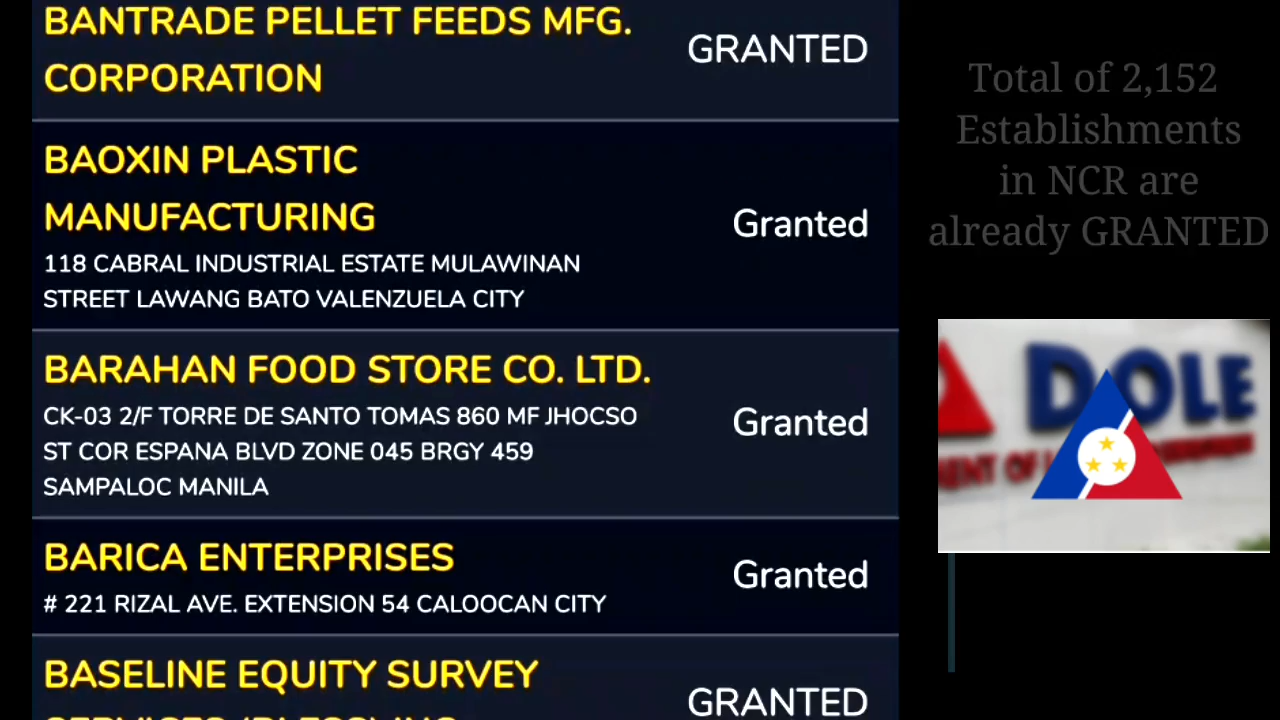 BANTRADE PELLET FEEDS MFG.
CORPORATION
GRANTED
BAOXIN PLASTIC
MANUFACTURING
118 CABRAL INDUSTRIAL ESTATE MULAWINAN
STREET LAWANG BATO VALENZUELA CITY
Granted
BARAHAN FOOD STORE CO. LTD.
CK-03 2/F TORRE DE SANTO TOMAS 860 MF JHOCSO
ST COR ESPANA BLVD ZONE 045 BRGY 459
SAMPALOC MANILA
Granted
BARICA ENTERPRISES
# 221 RIZAL AVE. EXTENSION 54 CALOOCAN CITY
Granted
BASELINE EQUITY SURVEY
GRANTED
Total of 2,152
Establishments
in NCR are
already GRANTED
DOLE